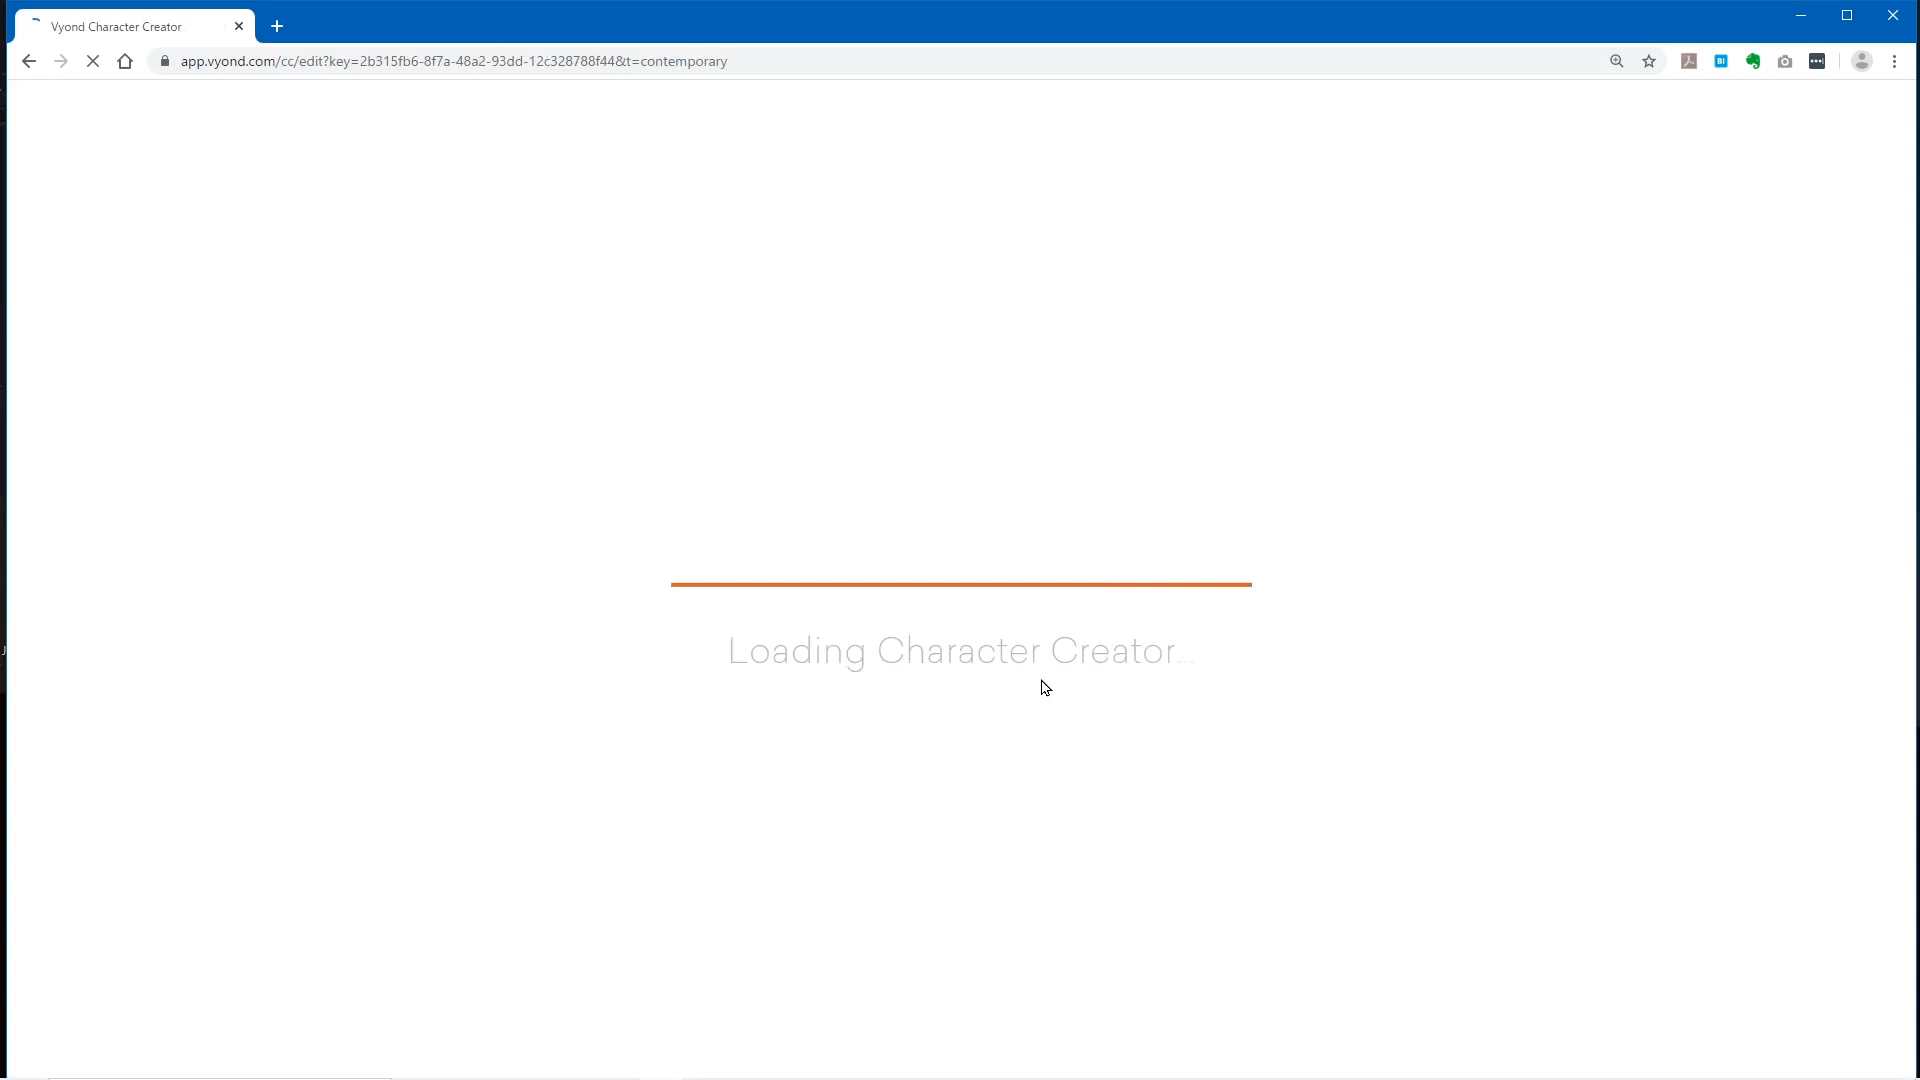 Vyond Character Creator
app.vyond.com/cc/edit?key=2b315fb6-8f7a-48a2-93dd-12c328788f44&t=contemporary
Loading Character Creator...